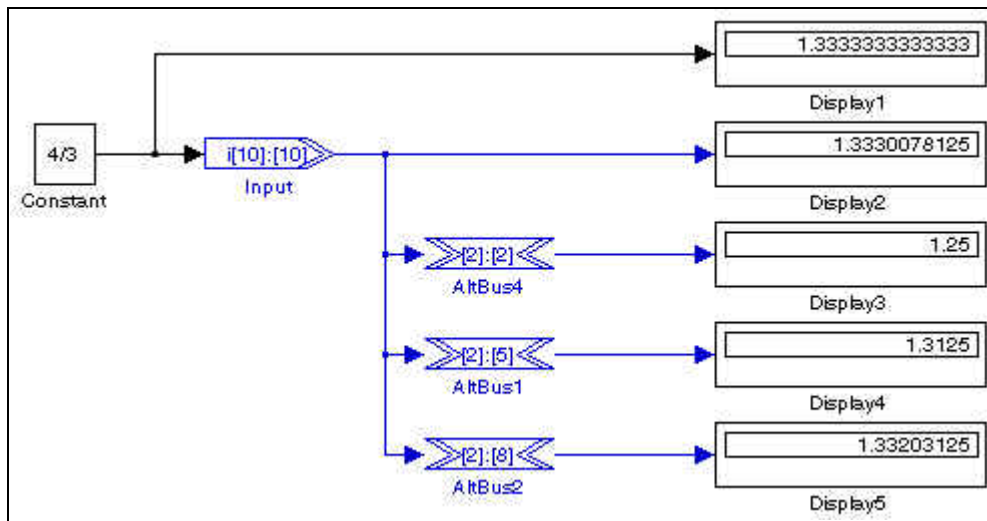 1.3333333333333
Display1
4/3
Constant
i[10]:[10]
Input
1.3330078125
Display2
[2]:[2]
AltBus4
1.25
Display3
[2]:[5]
AltBus1
1.3125
Display4
[2]:[8]
AltBus2
1.33203125
Display5